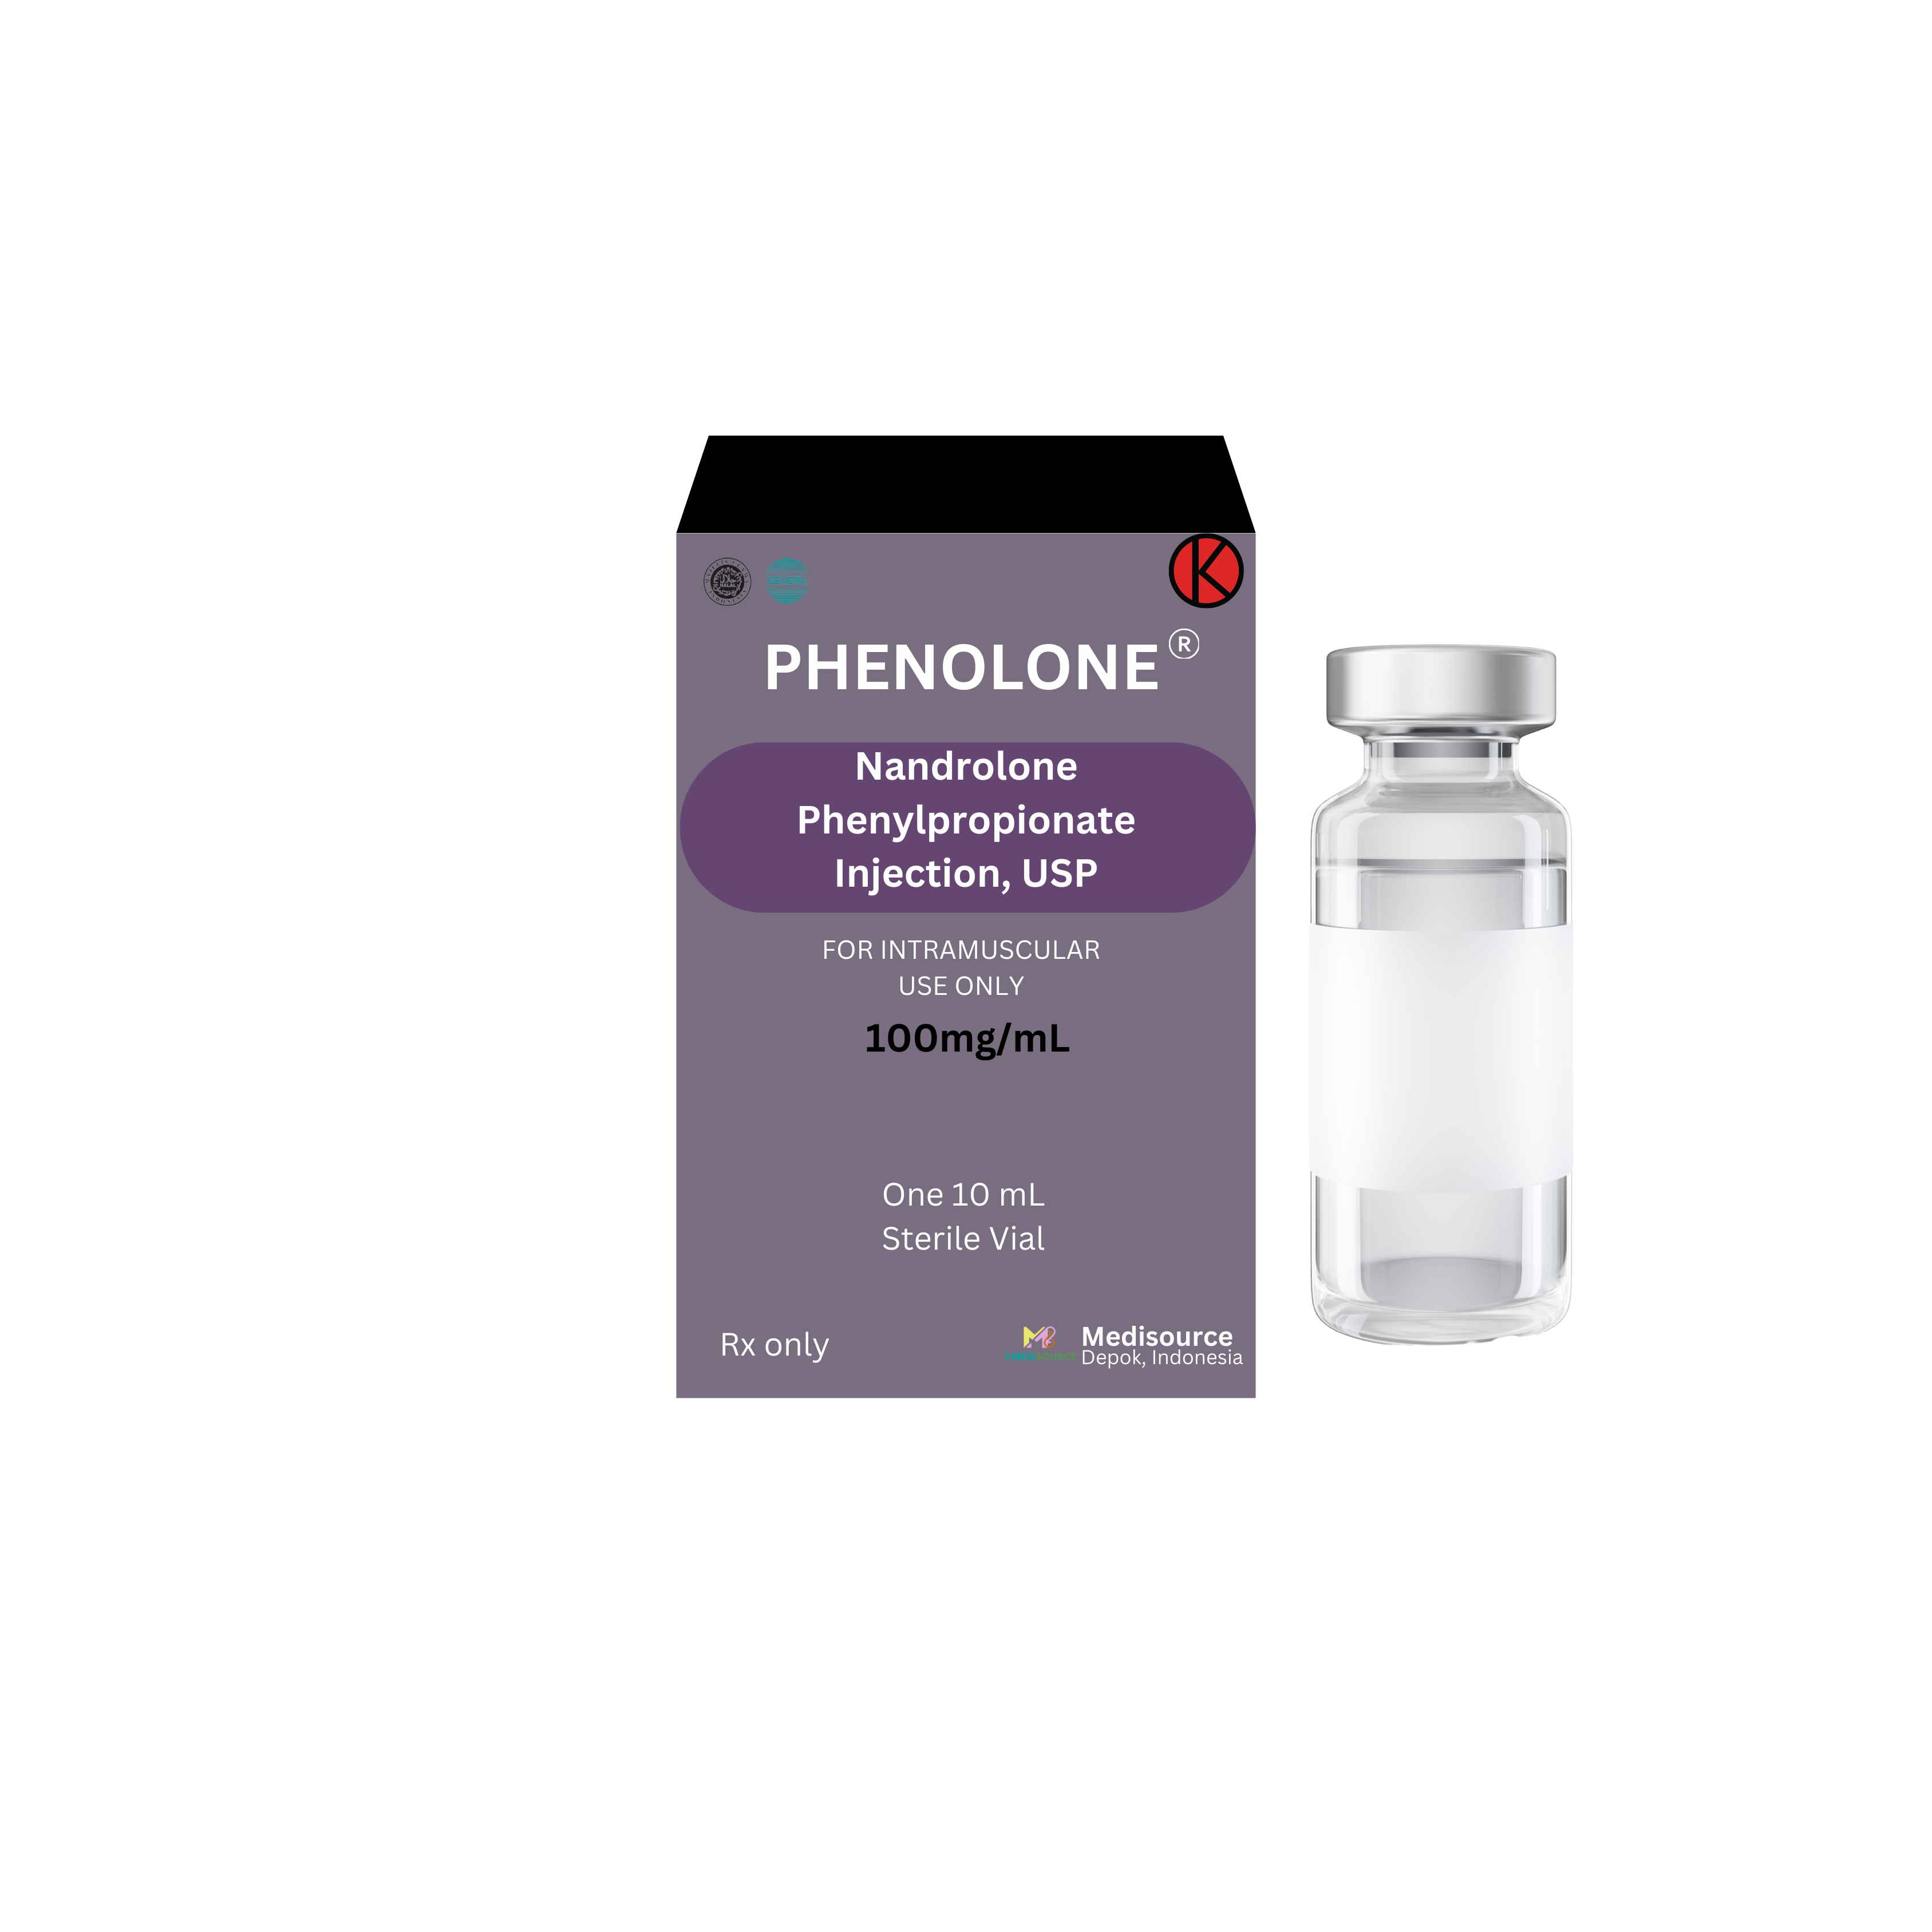 HALAL
K
PHENOLONE®
Nandrolone
Phenylpropionate
Injection, USP
FOR INTRAMUSCULAR
USE ONLY
100mg/mL
One 10 mL
Sterile Vial
Rx only
Medisource
Depok, Indonesia